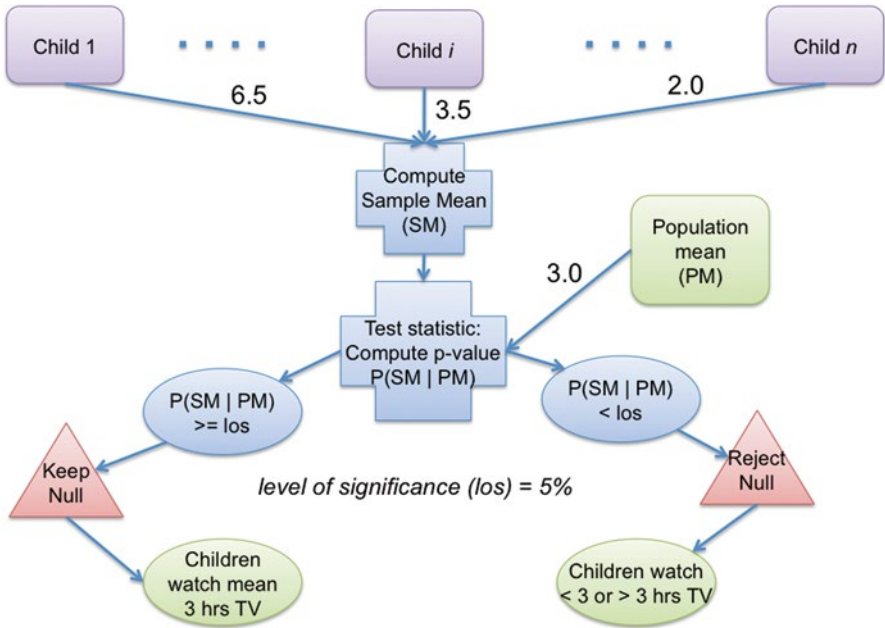 Child 1
Child i
Child n
6.5
3.5
2.0
Compute
Sample Mean
(SM)
Population
mean
(PM)
3.0
Test statistic:
Compute p-value
P(SM | PM)
P(SM | PM)
>= los
P(SM | PM)
< los
Keep
Null
Reject
Null
level of significance (los) = 5%
Children
watch mean
3 hrs TV
Children watch
< 3 or > 3 hrs TV